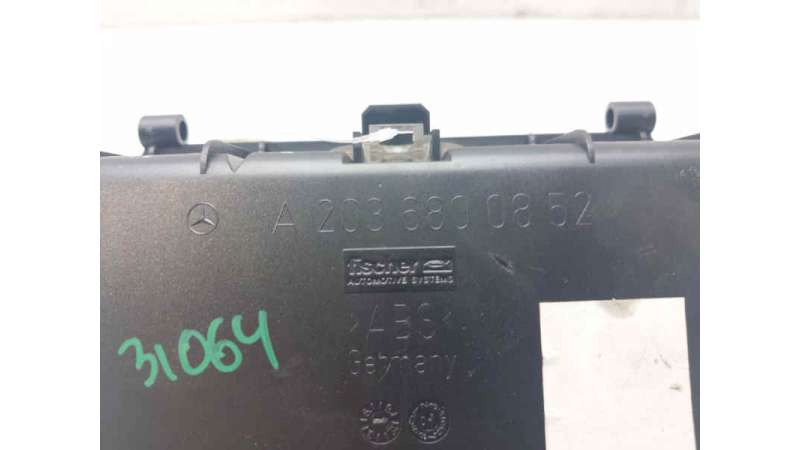 A 203 680 08 52
fischer
AUTOMOTIVE SYSTEMS
>ABS<
Germany
31064